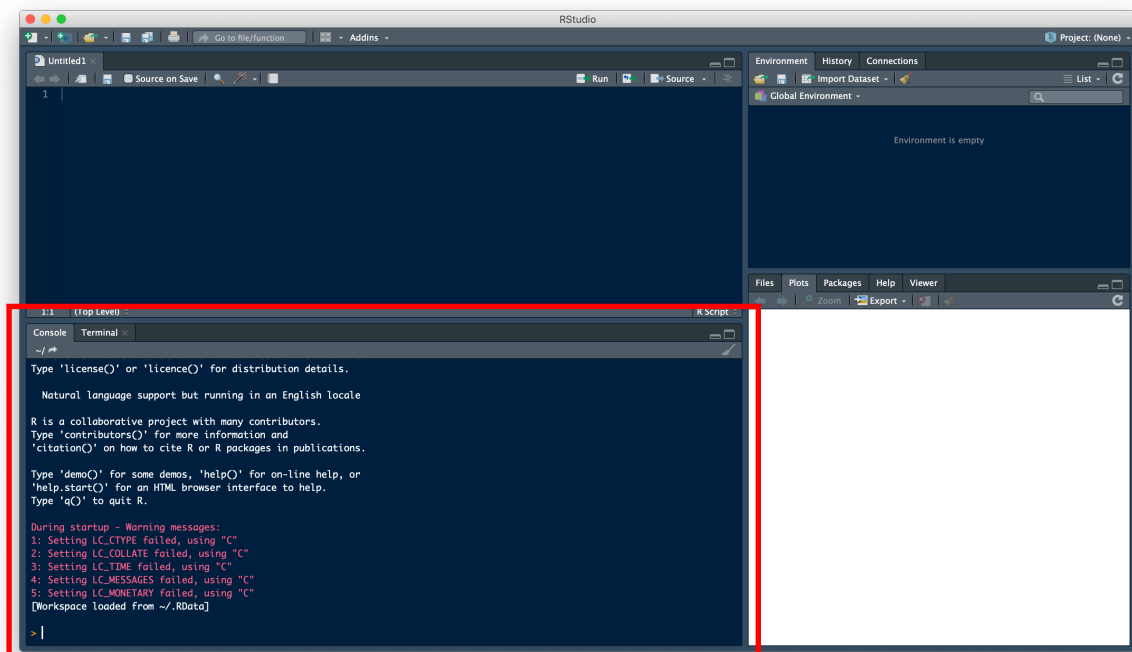 RStudio
Go to file/function
Addins
Project: (None)
Untitled1
Source on Save
Run
Source
1
Environment History Connections
Import Dataset
List
Global Environment
Environment is empty
Files Plots Packages Help Viewer
Zoom
Export
1:1 (Top Level)
R Script
Console Terminal
~/
Type 'license()' or 'licence()' for distribution details.
Natural language support but running in an English locale
R is a collaborative project with many contributors.
Type 'contributors()' for more information and
'citation()' on how to cite R or R packages in publications.
Type 'demo()' for some demos, 'help()' for on-line help, or
'help.start()' for an HTML browser interface to help.
Type 'q()' to quit R.
During startup - Warning messages:
1: Setting LC_CTYPE failed, using "C"
2: Setting LC_COLLATE failed, using "C"
3: Setting LC_TIME failed, using "C"
4: Setting LC_MESSAGES failed, using "C"
5: Setting LC_MONETARY failed, using "C"
[Workspace loaded from ~/.RData]
>